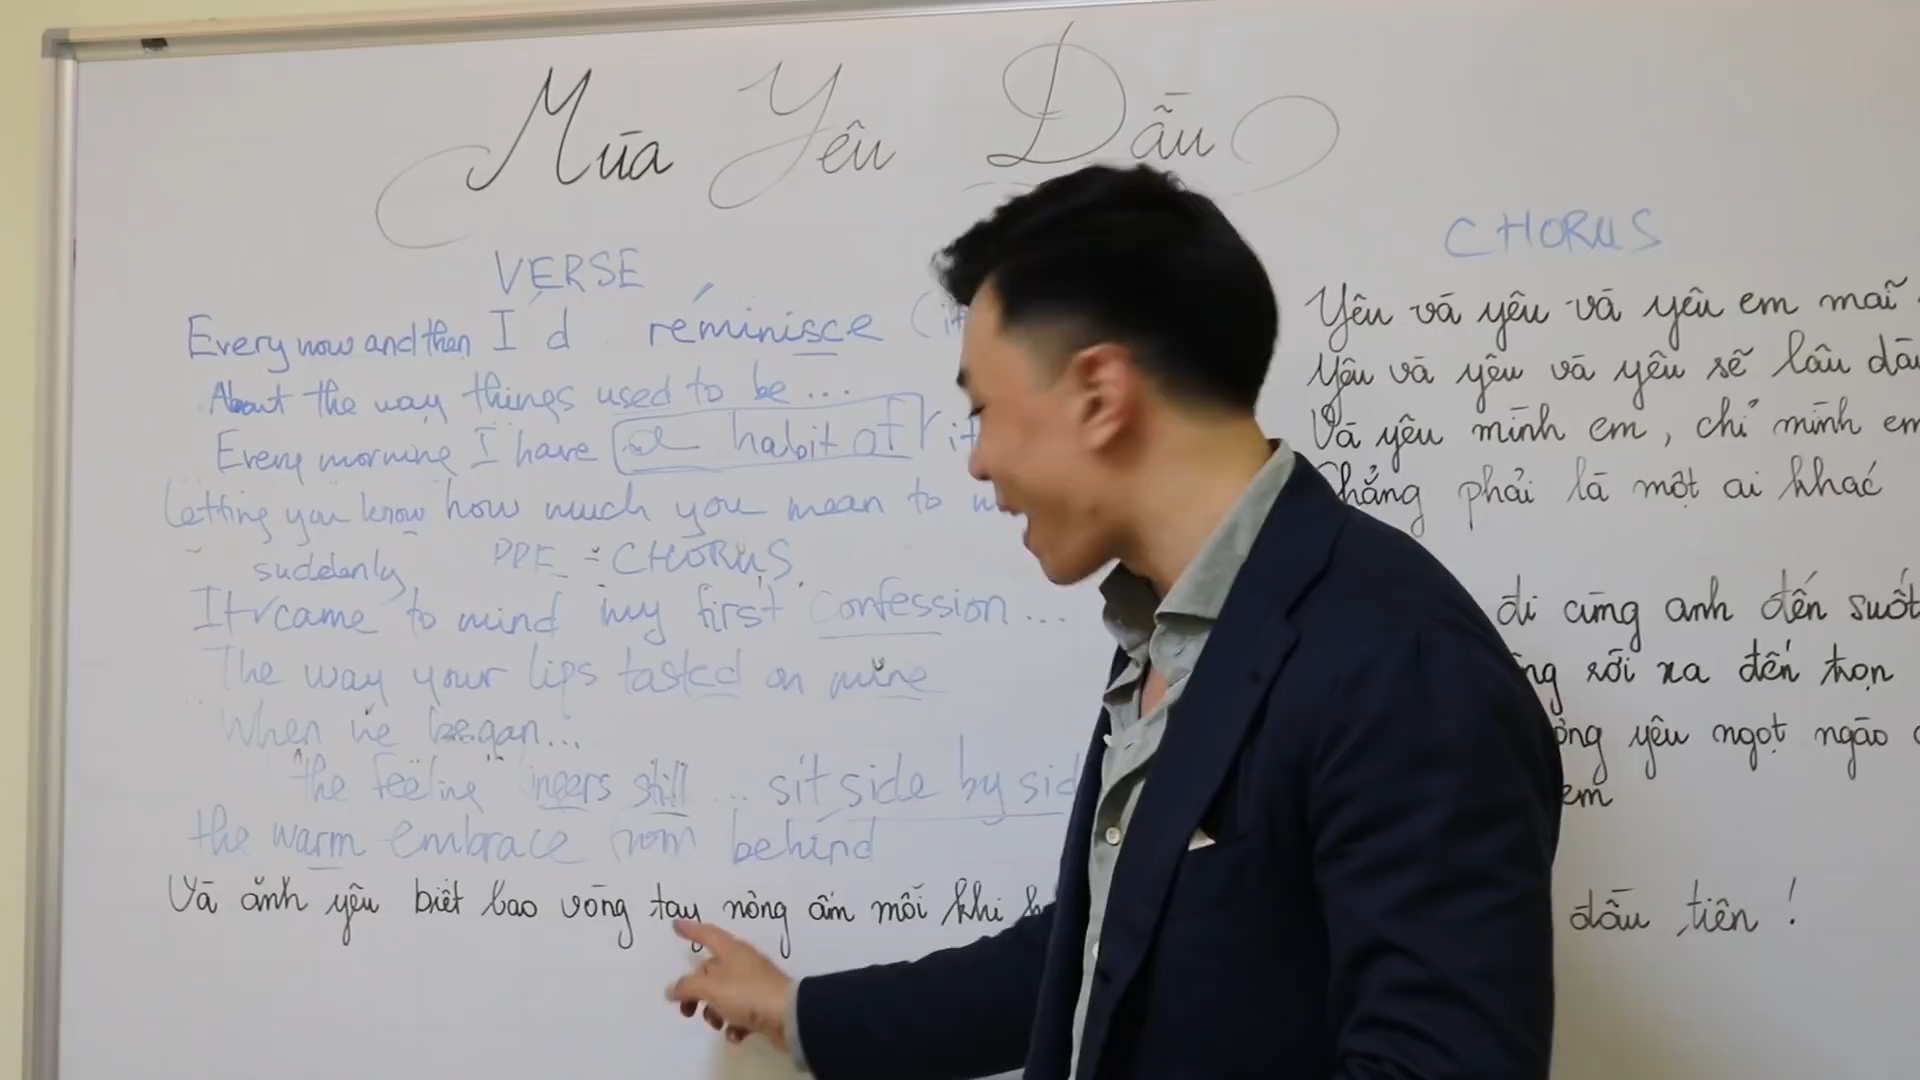 Mùa Yêu Dấu
VERSE
Every now and then I'd reminisce (it
About the way things used to be...
Every morning I have a habit of
Letting you know how much you mean to
suddenly
PRE-CHORUS
It came to mind my first confession...
The way your lips tasted on mine
When we began...
the feeling lingers still... sit side by sid
the warm embrace from behind
Và anh yêu biết bao vòng tay nồng ấm mỗi khi
CHORUS
Yêu và yêu và yêu em mãi
Yêu và yêu và yêu sẽ lâu dà
Và yêu mình em, chỉ mình em
Chẳng phải là một ai khác
đi cùng anh đến suốt
rời xa đến trọn
yêu ngọt ngào
em
đầu tiên!